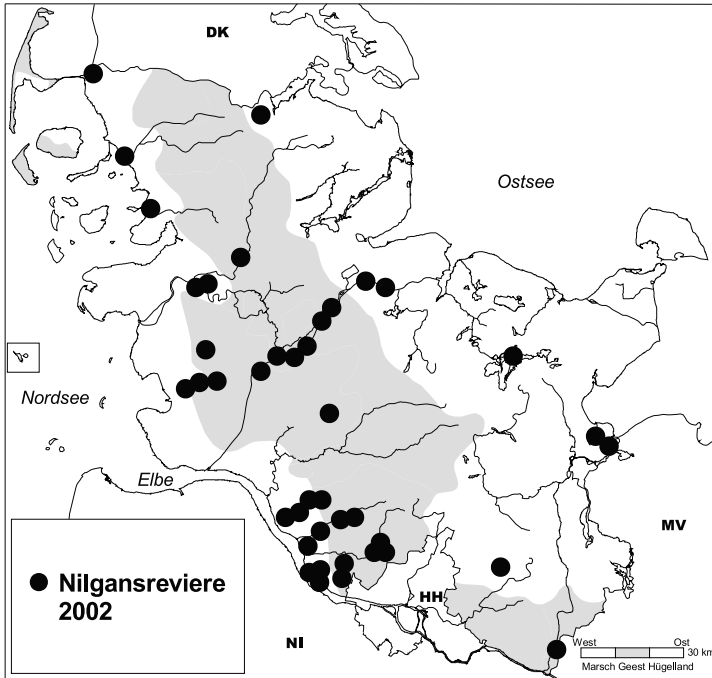 DK
Ostsee
Nordsee
Elbe
MV
Nilgansreviere
2002
HH
NI
West Ost
30 km
Marsch Geest Hügelland